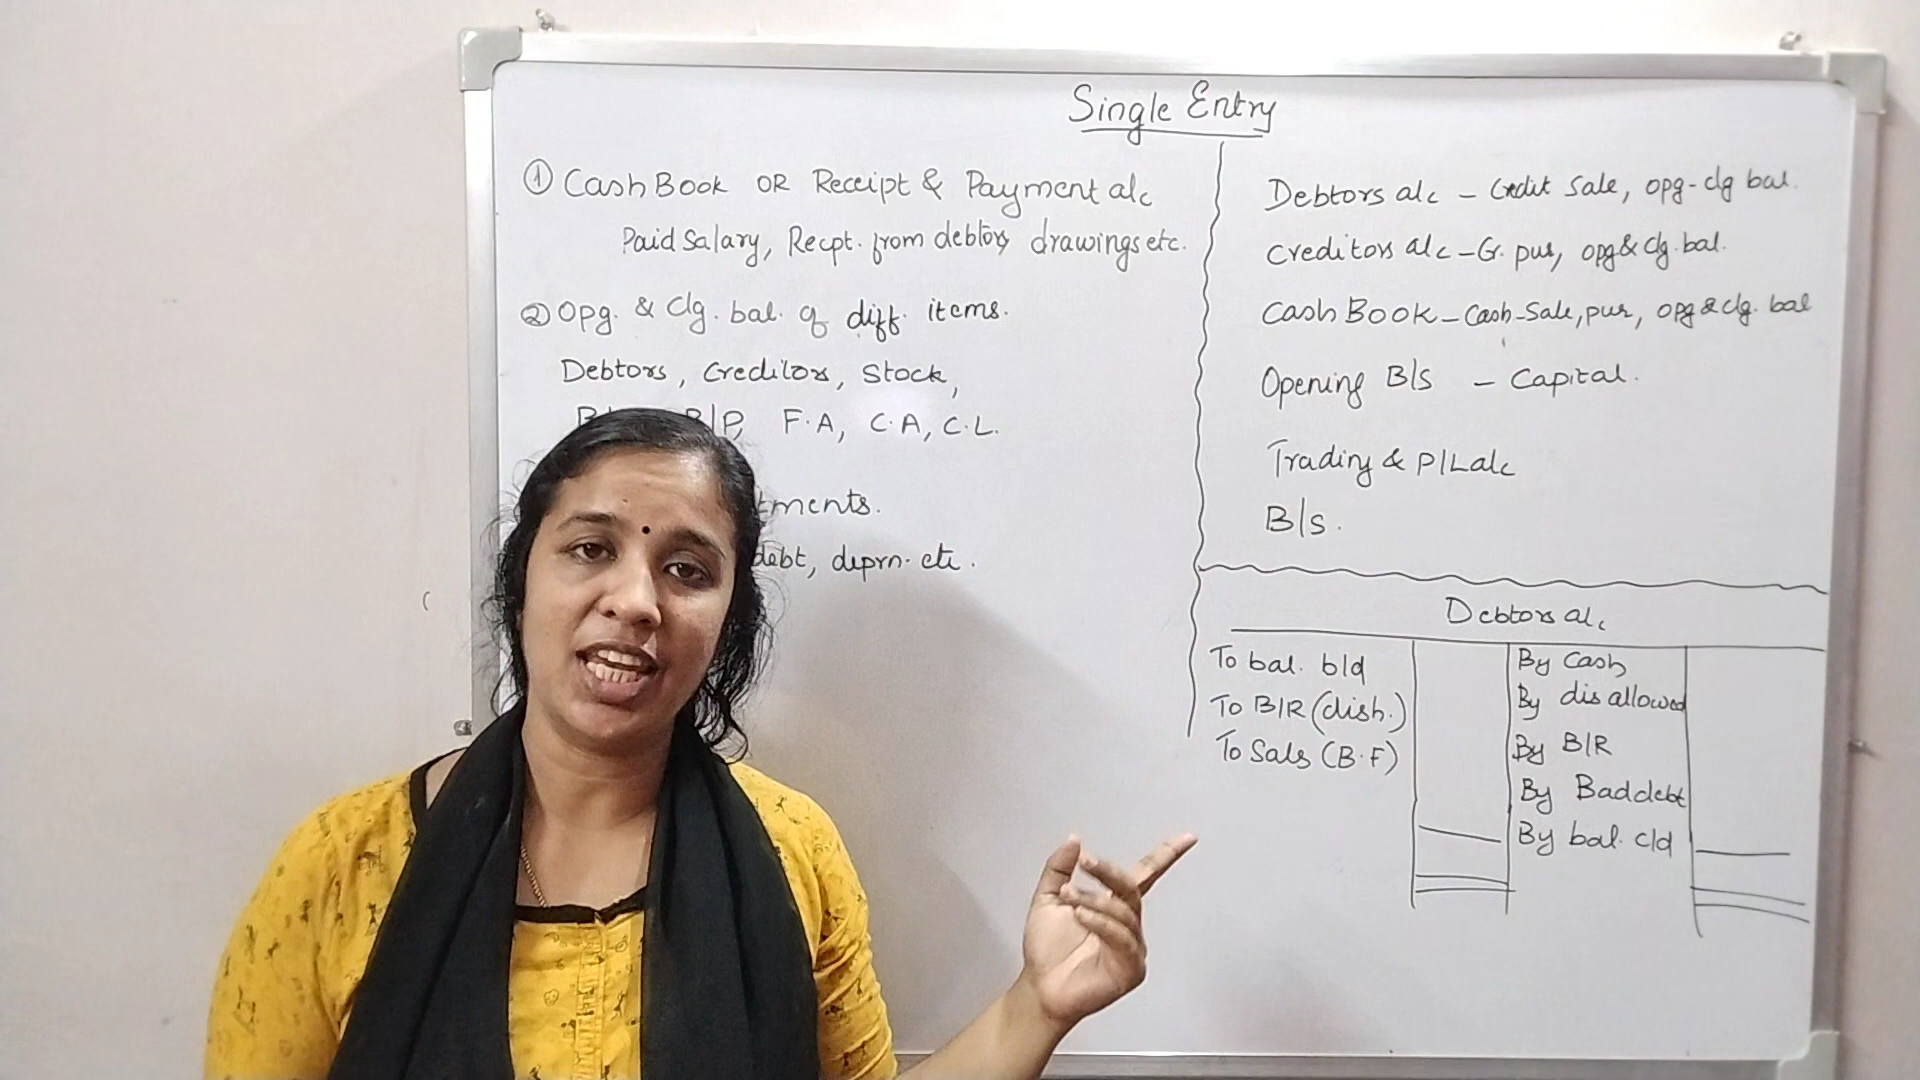 Single Entry
① Cash Book OR Receipt & Payment a/c
Paid Salary, Recpt. from debtors, drawings etc.
② Opg. & Clg. bal. of diff. items.
Debtors, Creditors, Stock,
B/P, F.A, C.A, C.L.
tments.
debt, deprn. etc.
Debtors a/c - Credit Sale, opg - clg bal.
Creditors a/c - Cr. pur, opg & clg. bal.
Cash Book - Cash - Sale, pur, opg & clg. bal
Opening B/S - Capital.
Trading & P/L a/c
B/S.
Debtors a/c
To bal. b/d
To B/R (dish.)
To Sales (B.F)
By Cash
By dis allowed
By B/R
By Bad debt
By bal. c/d